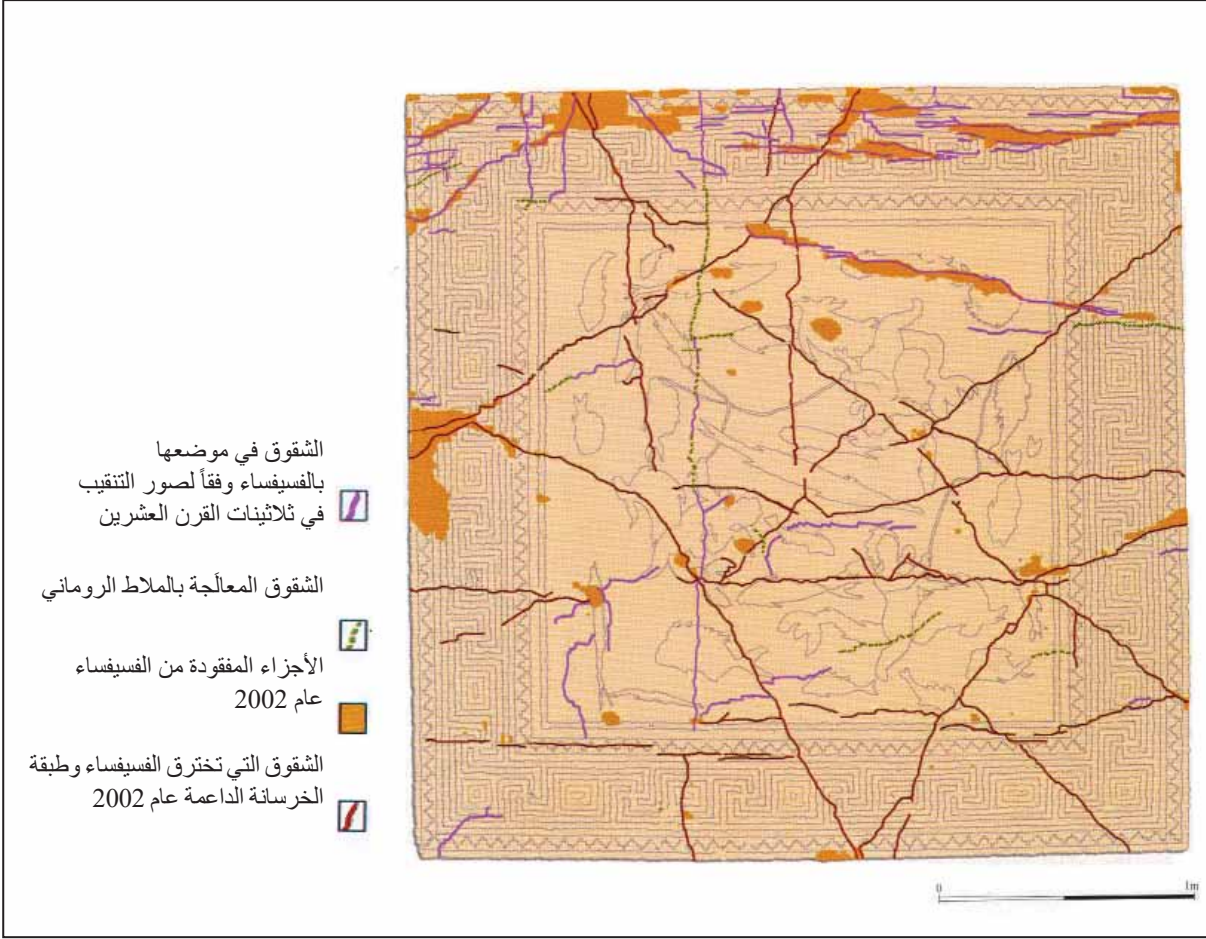 الشقوق في موضعها
بالفسيفساء وفقاً لصور التنقيب
في ثلاثينات القرن العشرين
الشقوق المعالَجة بالملاط الروماني
الأجزاء المفقودة من الفسيفساء
عام 2002
الشقوق التي تخترق الفسيفساء وطبقة
الخرسانة الداعمة عام 2002
0 1m